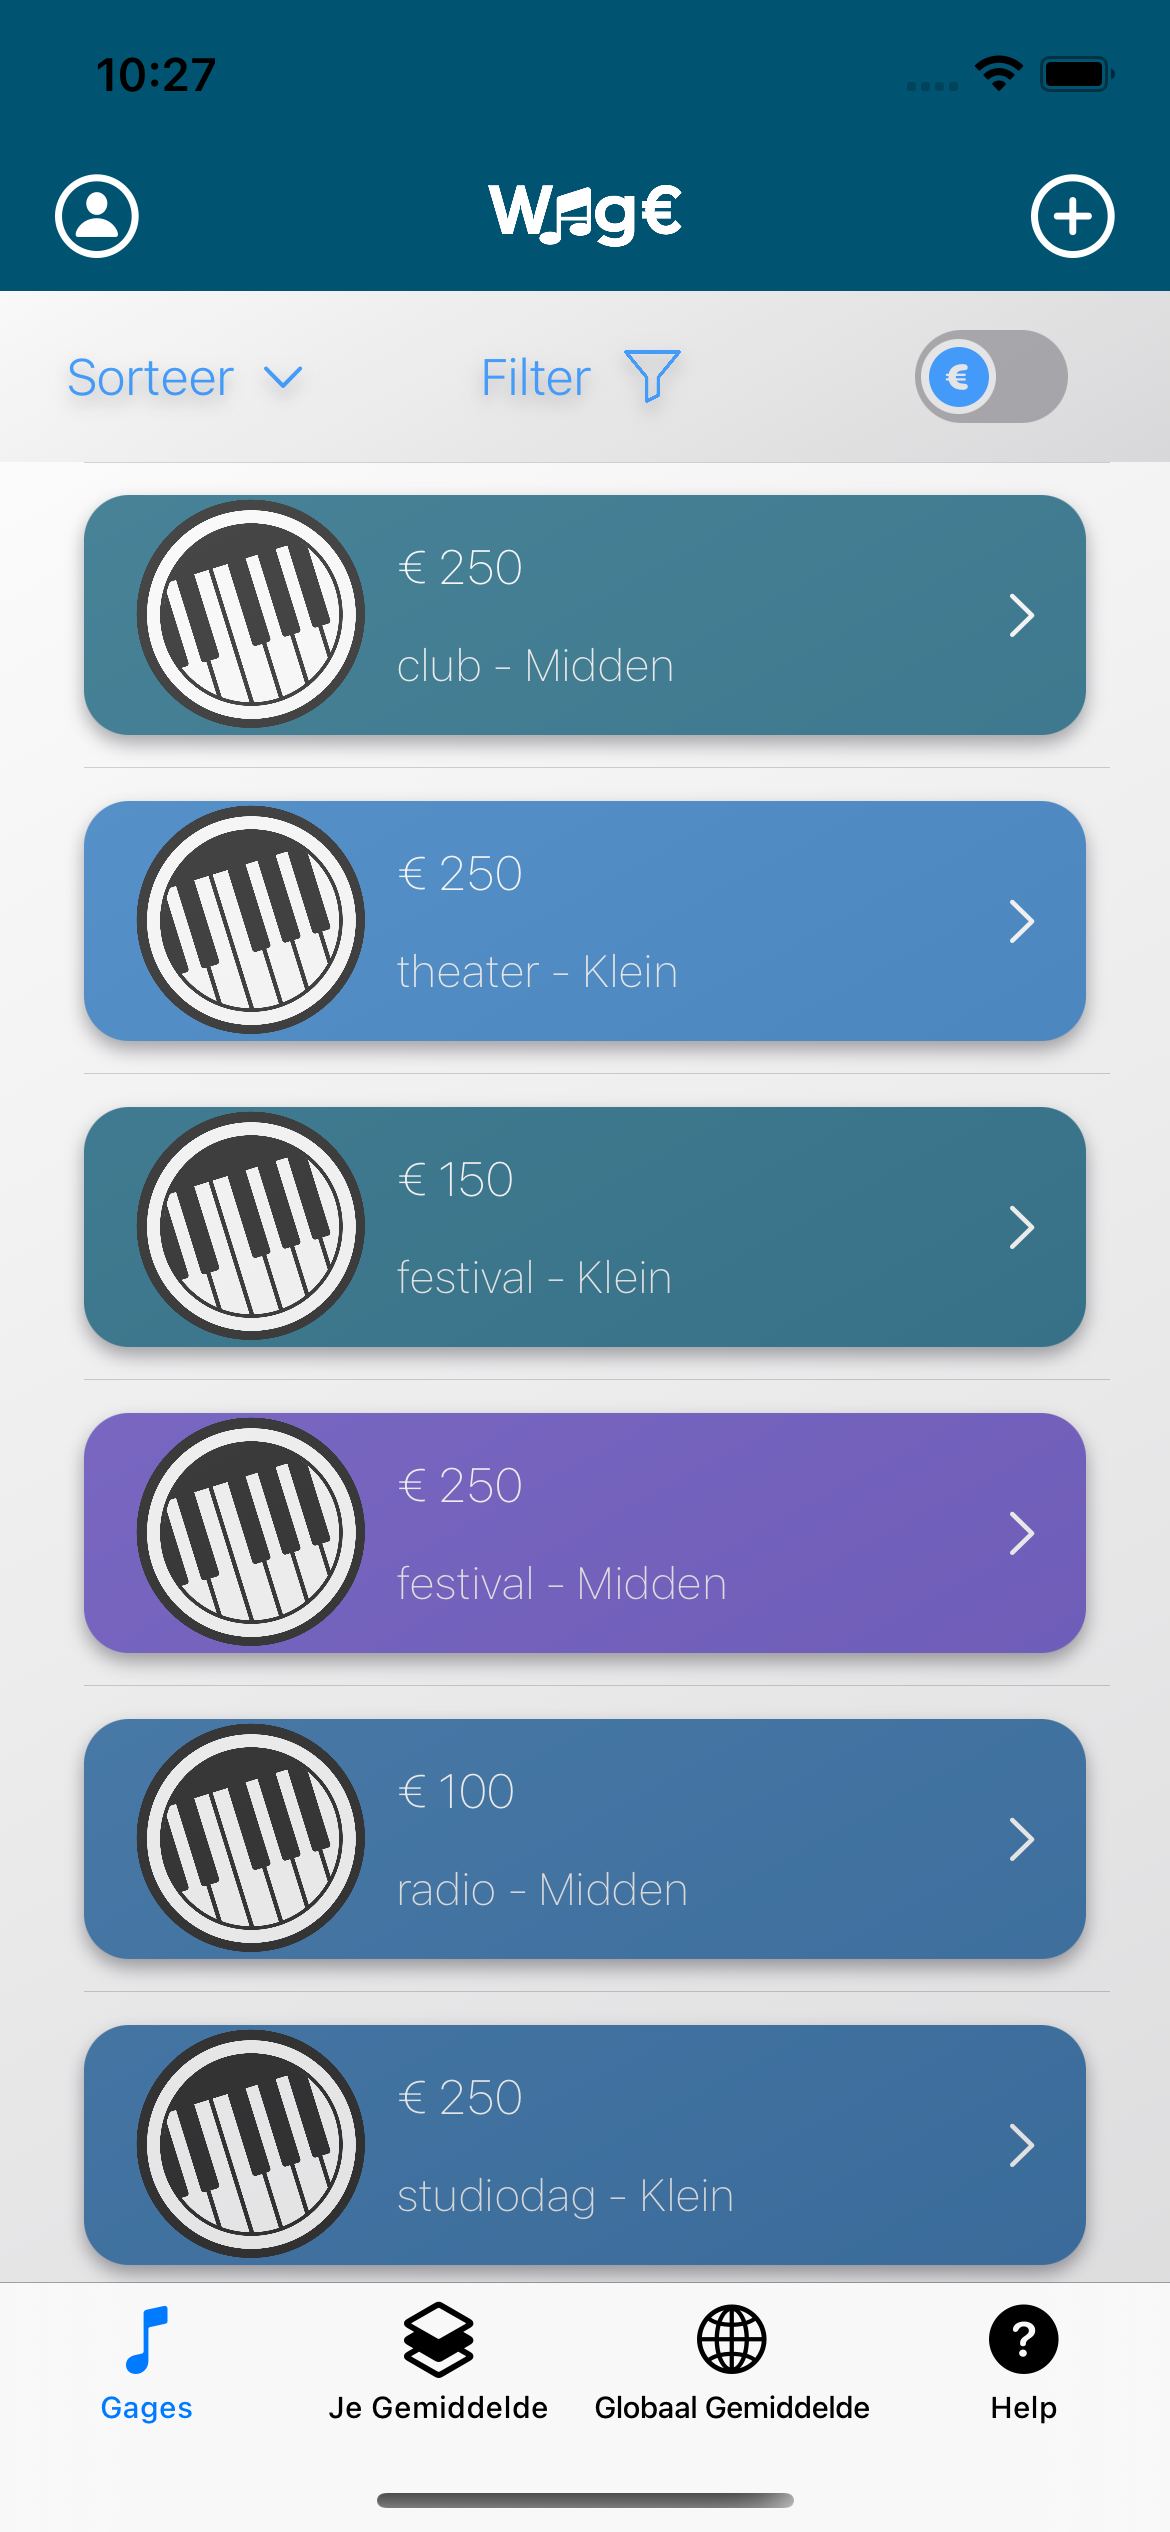 10:27
Wag€
Sorteer
Filter
€
€ 250
club - Midden
€ 250
theater - Klein
€ 150
festival - Klein
€ 250
festival - Midden
€ 100
radio - Midden
€ 250
studiodag - Klein
Gages
Je Gemiddelde
Globaal Gemiddelde
?
Help